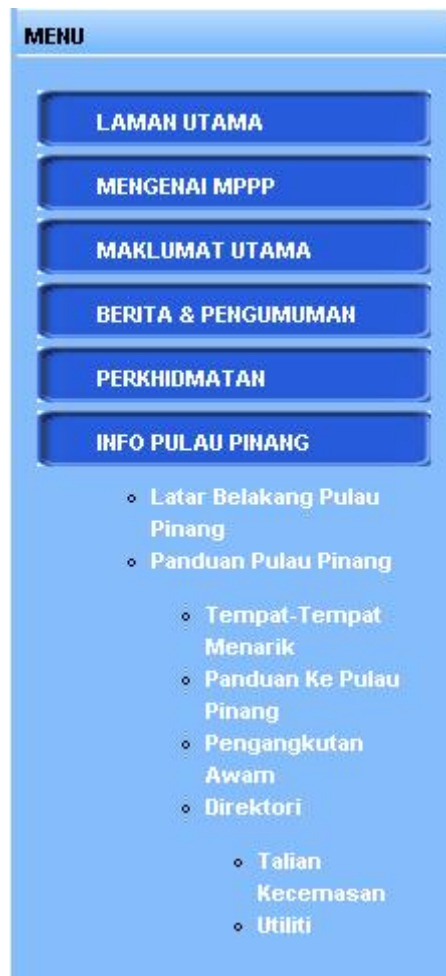 MENU
LAMAN UTAMA
MENGENAI MPPP
MAKLUMAT UTAMA
BERITA & PENGUMUMAN
PERKHIDMATAN
INFO PULAU PINANG
Latar Belakang Pulau
Pinang
Panduan Pulau Pinang
Tempat-Tempat
Menarik
Panduan Ke Pulau
Pinang
Pengangkutan
Awam
Direktori
Talian
Kecemasan
Utiliti